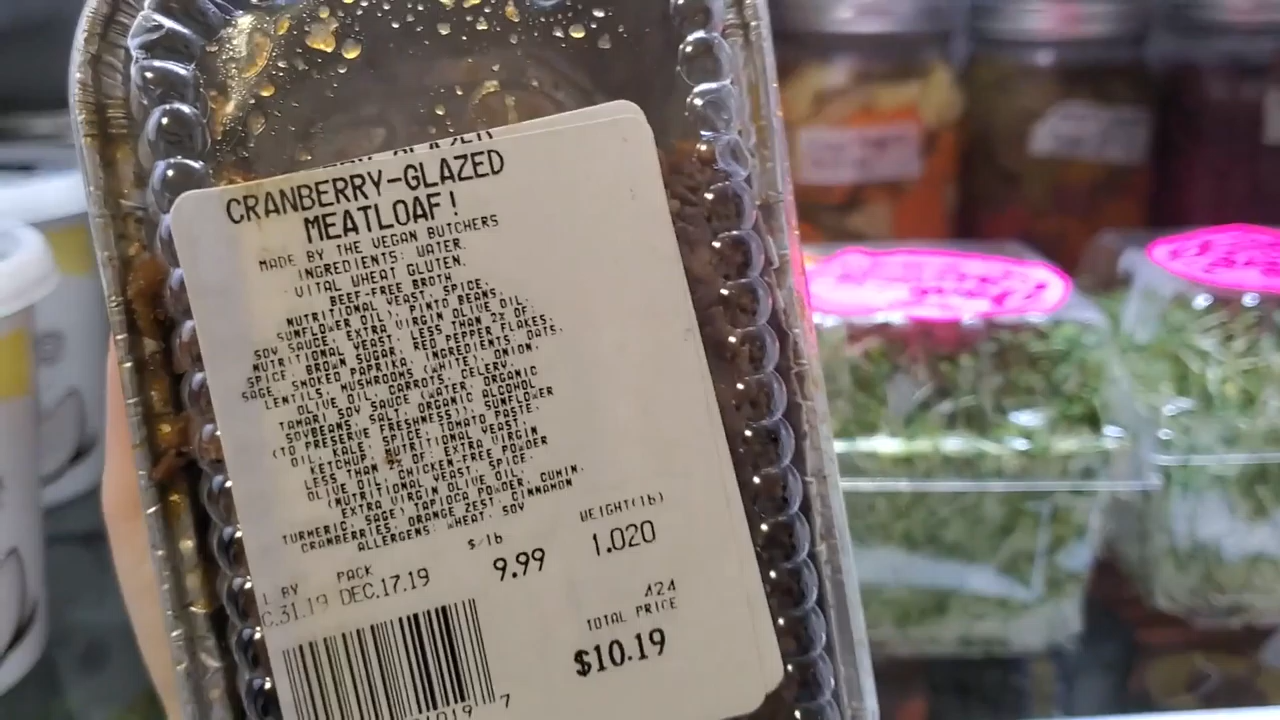 CRANBERRY-GLAZED
MEATLOAF!
MADE BY THE VEGAN BUTCHERS
INGREDIENTS: WATER,
VITAL WHEAT GLUTEN,
BEEF-FREE BROTH
NUTRITIONAL YEAST, SPICE,
SUNFLOWER OIL), PINTO BEANS,
SOY SAUCE, EXTRA VIRGIN OLIVE OIL,
NUTRITIONAL YEAST, LESS THAN 2% OF:
SPICE, BROWN SUGAR, RED PEPPER FLAKES,
SAGE, SMOKED PAPRIKA, (INGREDIENTS: OATS,
LENTILS, MUSHROOMS (WHITE), ONION,
OLIVE OIL, CARROTS, CELERY,
TAMARI SOY SAUCE (WATER, ORGANIC
SOYBEANS, SALT, ORGANIC ALCOHOL
(TO PRESERVE FRESHNESS)), SUNFLOWER
OIL, KALE, SPICE, TOMATO PASTE,
KETCHUP, NUTRITIONAL YEAST,
LESS THAN 2% OF: EXTRA VIRGIN
OLIVE OIL, CHICKEN-FREE POWDER
(NUTRITIONAL YEAST, SPICE,
EXTRA VIRGIN OLIVE OIL,
TURMERIC, SAGE) TAPIOCA POWDER, CUMIN,
CRANBERRIES, ORANGE ZEST, CINNAMON
ALLERGENS: WHEAT, SOY
L BY PACK $/lb WEIGHT(lb)
C.31.19 DEC.17.19 9.99 1.020
424
TOTAL PRICE
$10.19
7